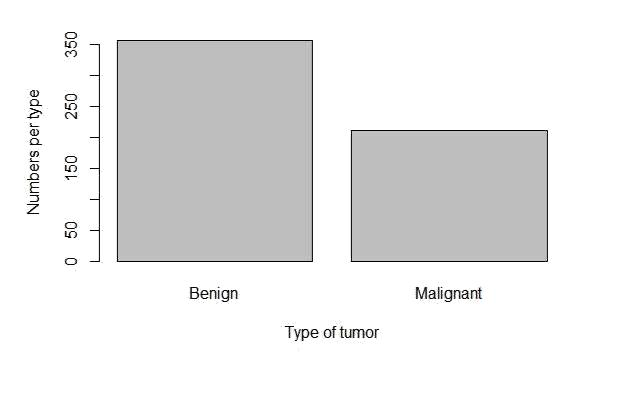 Numbers per type
350
250
150
50
0
Benign
Malignant
Type of tumor